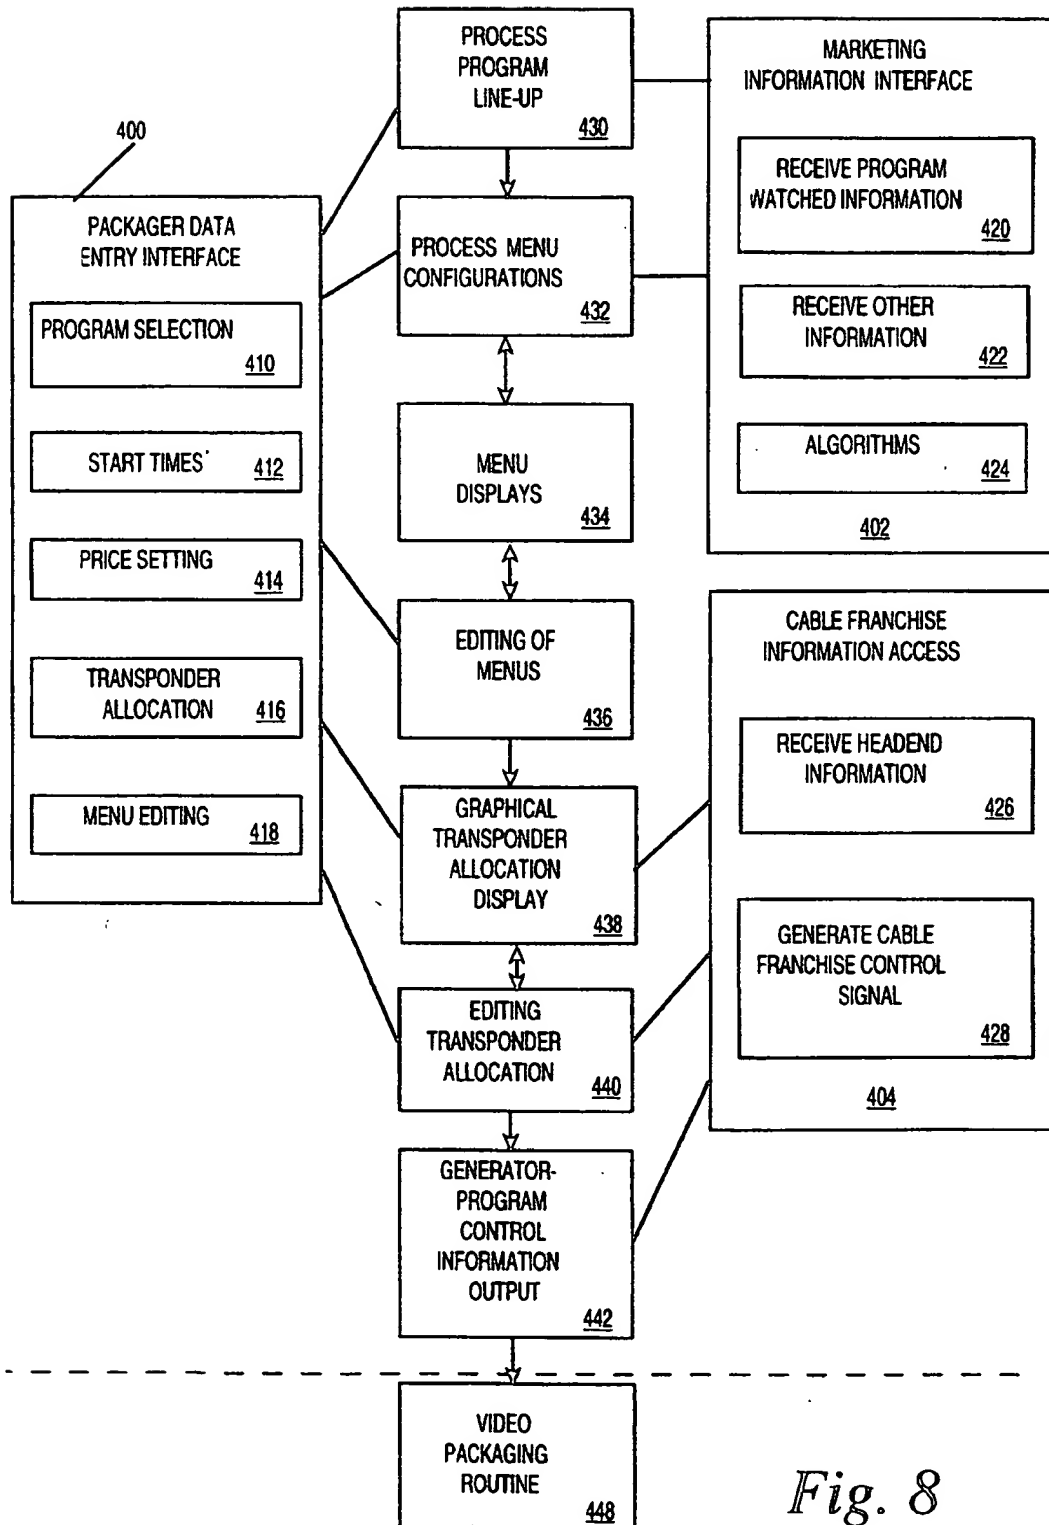 400
PACKAGER DATA
ENTRY INTERFACE
PROGRAM SELECTION
410
START TIMES
412
PRICE SETTING
414
TRANSPONDER
ALLOCATION
416
MENU EDITING
418
PROCESS
PROGRAM
LINE-UP
430
PROCESS MENU
CONFIGURATIONS
432
MENU
DISPLAYS
434
EDITING OF
MENUS
436
GRAPHICAL
TRANSPONDER
ALLOCATION
DISPLAY
438
EDITING
TRANSPONDER
ALLOCATION
440
GENERATOR-
PROGRAM
CONTROL
INFORMATION
OUTPUT
442
VIDEO
PACKAGING
ROUTINE
448
MARKETING
INFORMATION INTERFACE
RECEIVE PROGRAM
WATCHED INFORMATION
420
RECEIVE OTHER
INFORMATION
422
ALGORITHMS
424
402
CABLE FRANCHISE
INFORMATION ACCESS
RECEIVE HEADEND
INFORMATION
426
GENERATE CABLE
FRANCHISE CONTROL
SIGNAL
428
404
Fig. 8